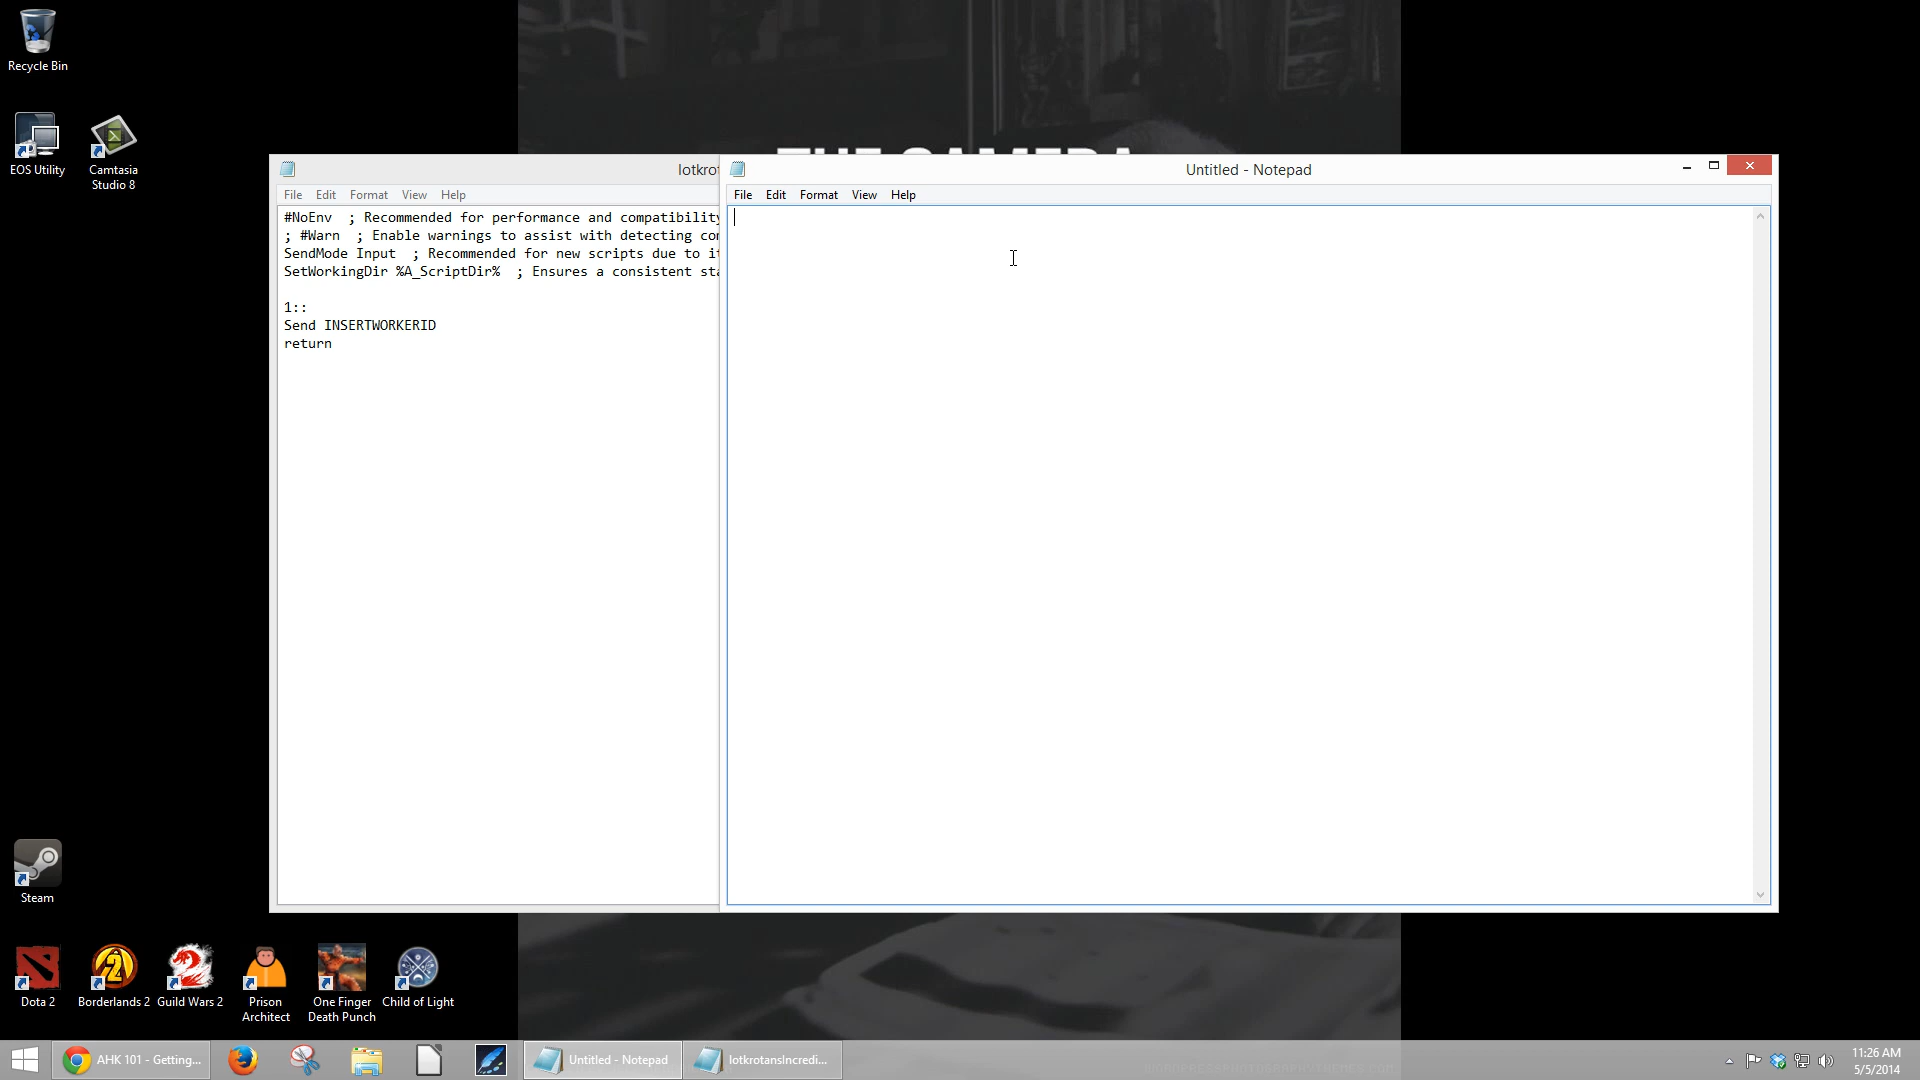 Recycle Bin
EOS Utility
Camtasia
Studio 8
THE CAMERA
lotkrot
File Edit Format View Help
#NoEnv ; Recommended for performance and compatibility
; #Warn ; Enable warnings to assist with detecting
SendMode Input ; Recommended for new scripts due to
SetWorkingDir %A_ScriptDir% ; Ensures a consistent
1::
Send INSERTWORKERID
return
Untitled - Notepad
File Edit Format View Help
Steam
Dota 2
Borderlands 2
Guild Wars 2
Prison
Architect
One Finger
Death Punch
Child of Light
AHK 101 - Getting...
Untitled - Notepad
lotkrotansIncredi...
11:26 AM
5/5/2014